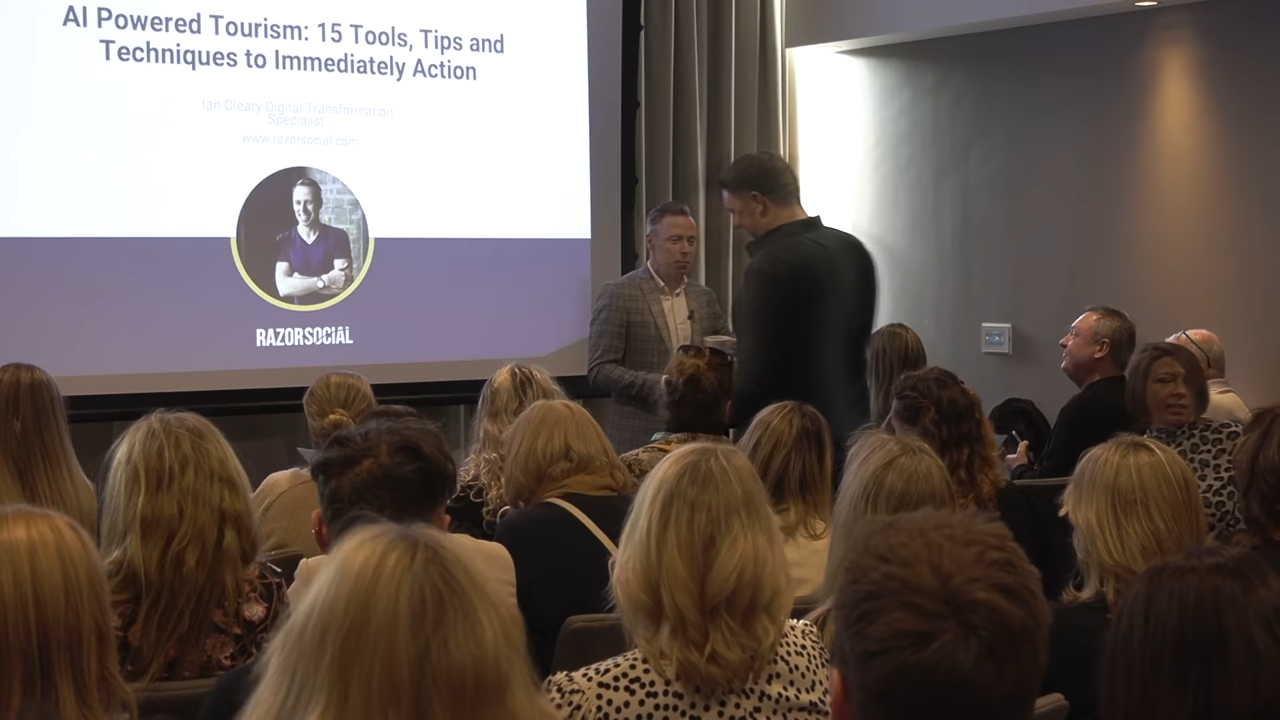 AI Powered Tourism: 15 Tools, Tips and
Techniques to Immediately Action
Ian Cleary Digital Transformation
Specialist.
www.razorsocial.com
RAZORSOCIAL